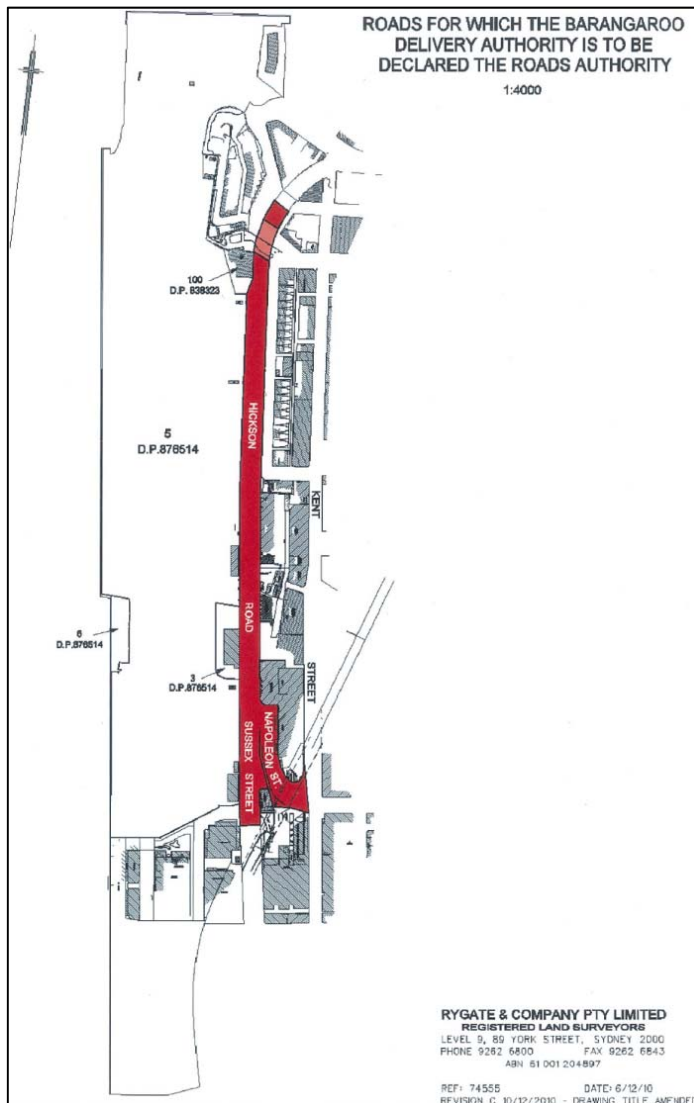 ROADS FOR WHICH THE BARANGAROO
DELIVERY AUTHORITY IS TO BE
DECLARED THE ROADS AUTHORITY
1:4000
100
D.P. 838323
HICKSON
5
D.P.876514
KENT
ROAD
6
D.P.876514
3
D.P.876514
STREET
NAPOLEON ST.
SUSSEX STREET
RYGATE & COMPANY PTY LIMITED
REGISTERED LAND SURVEYORS
LEVEL 9, 89 YORK STREET, SYDNEY 2000
PHONE 9262 6800 FAX 9262 6843
ABN 61 001 204 897
REF: 74555 DATE: 6/12/10
REVISION C 10/12/2010 - DRAWING TITLE AMENDED